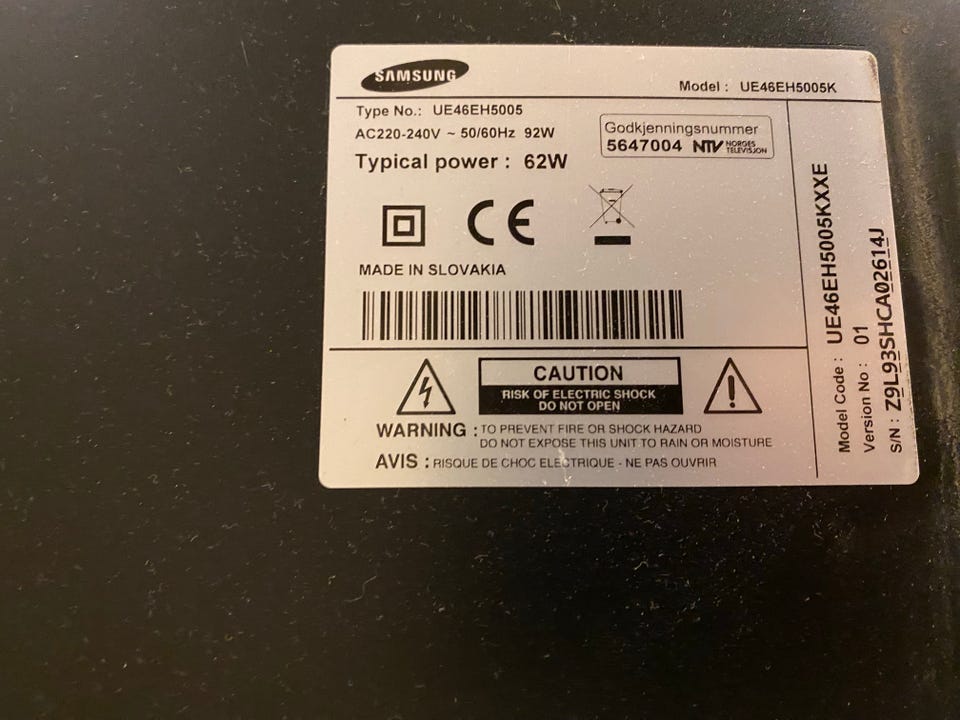 SAMSUNG
Model : UE46EH5005K
Type No.: UE46EH5005
AC220-240V ~ 50/60Hz 92W
Typical power : 62W
Godkjenningsnummer
5647004 NTV NORGES
TELEVISJON
CE
MADE IN SLOVAKIA
CAUTION
RISK OF ELECTRIC SHOCK
DO NOT OPEN
WARNING : TO PREVENT FIRE OR SHOCK HAZARD
DO NOT EXPOSE THIS UNIT TO RAIN OR MOISTURE
AVIS : RISQUE DE CHOC ELECTRIQUE - NE PAS OUVRIR
Model Code : UE46EH5005KXXE
Version No : 01
S/N : Z9L93SHCA02614J